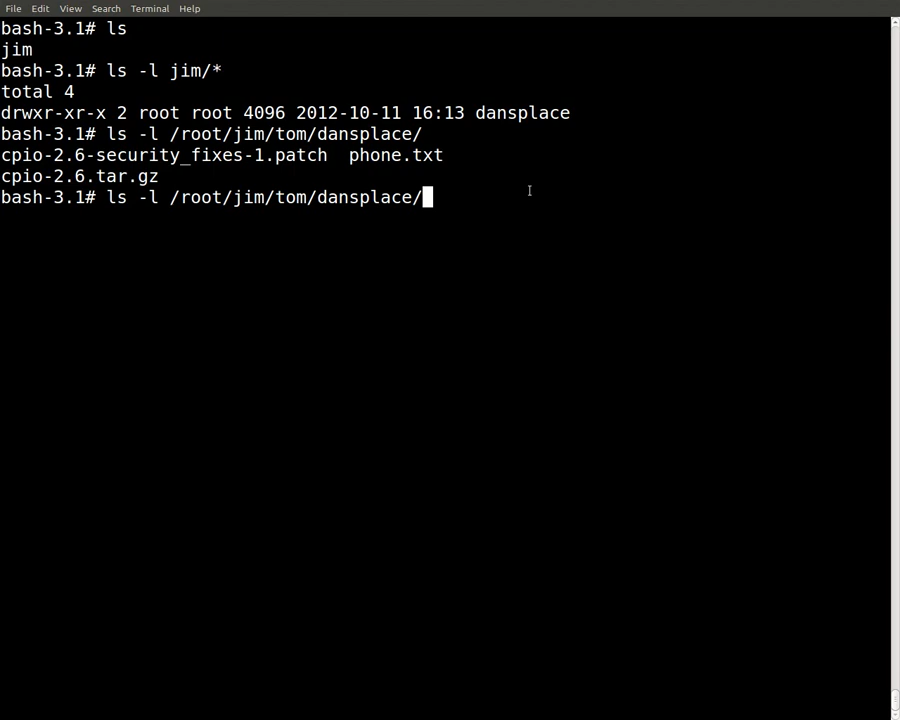 File Edit View Search Terminal Help
bash-3.1# ls
jim
bash-3.1# ls -l jim/*
total 4
drwxr-xr-x 2 root root 4096 2012-10-11 16:13 dansplace
bash-3.1# ls -l /root/jim/tom/dansplace/
cpio-2.6-security_fixes-1.patch  phone.txt
cpio-2.6.tar.gz
bash-3.1# ls -l /root/jim/tom/dansplace/